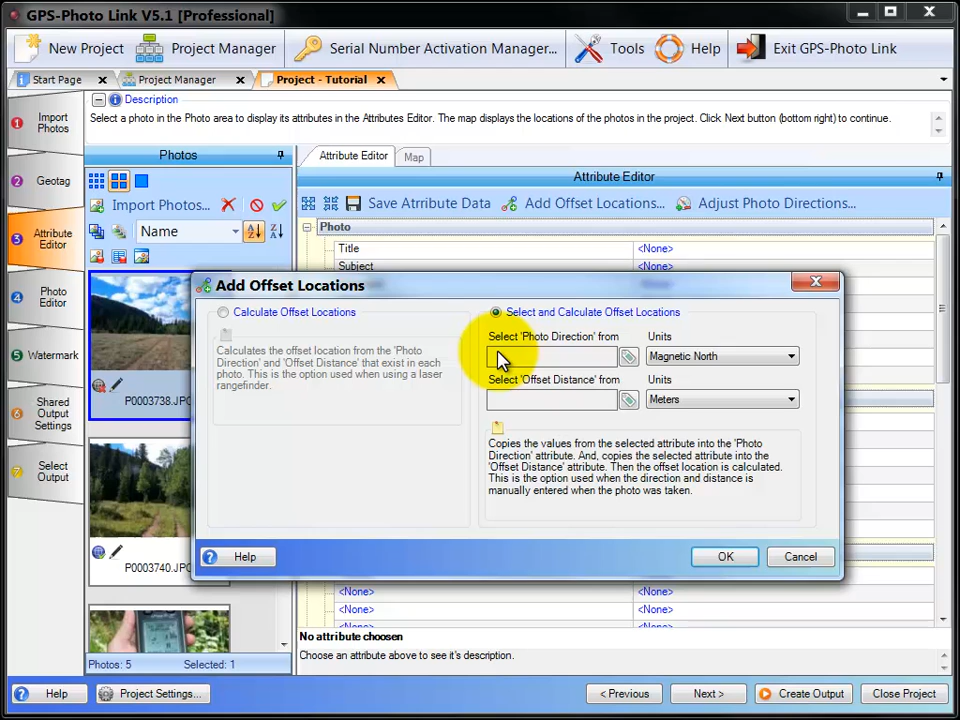 GPS-Photo Link V5.1 [Professional]
New Project
Project Manager
Serial Number Activation Manager...
Tools
Help
Exit GPS-Photo Link
Start Page
Project Manager
Project - Tutorial
Description
Select a photo in the Photo area to display its attributes in the Attributes Editor. The map displays the locations of the photos in the project. Click Next button (bottom right) to continue.
1 Import Photos
2 Geotag
3 Attribute Editor
4 Photo Editor
5 Watermark
6 Shared Output Settings
7 Select Output
Photos
Import Photos...
Name
P0003738.JPG
P0003740.JPG
Photos: 5
Selected: 1
Attribute Editor
Map
Attribute Editor
Save Attribute Data
Add Offset Locations...
Adjust Photo Directions...
Photo
Title
<None>
Subject
<None>
Add Offset Locations
Calculate Offset Locations
Calculates the offset location from the 'Photo
Direction' and 'Offset Distance' that exist in each
photo. This is the option used when using a laser
rangefinder.
Select and Calculate Offset Locations
Select 'Photo Direction' from
Units
Magnetic North
Select 'Offset Distance' from
Units
Meters
Copies the values from the selected attribute into the 'Photo
Direction' attribute. And, copies the selected attribute into the
'Offset Distance' attribute. Then the offset location is calculated.
This is the option used when the direction and distance is
manually entered when the photo was taken.
Help
OK
Cancel
<None>
<None>
<None>
<None>
<None>
<None>
No attribute choosen
Choose an attribute above to see it's description.
Help
Project Settings...
< Previous
Next >
Create Output
Close Project